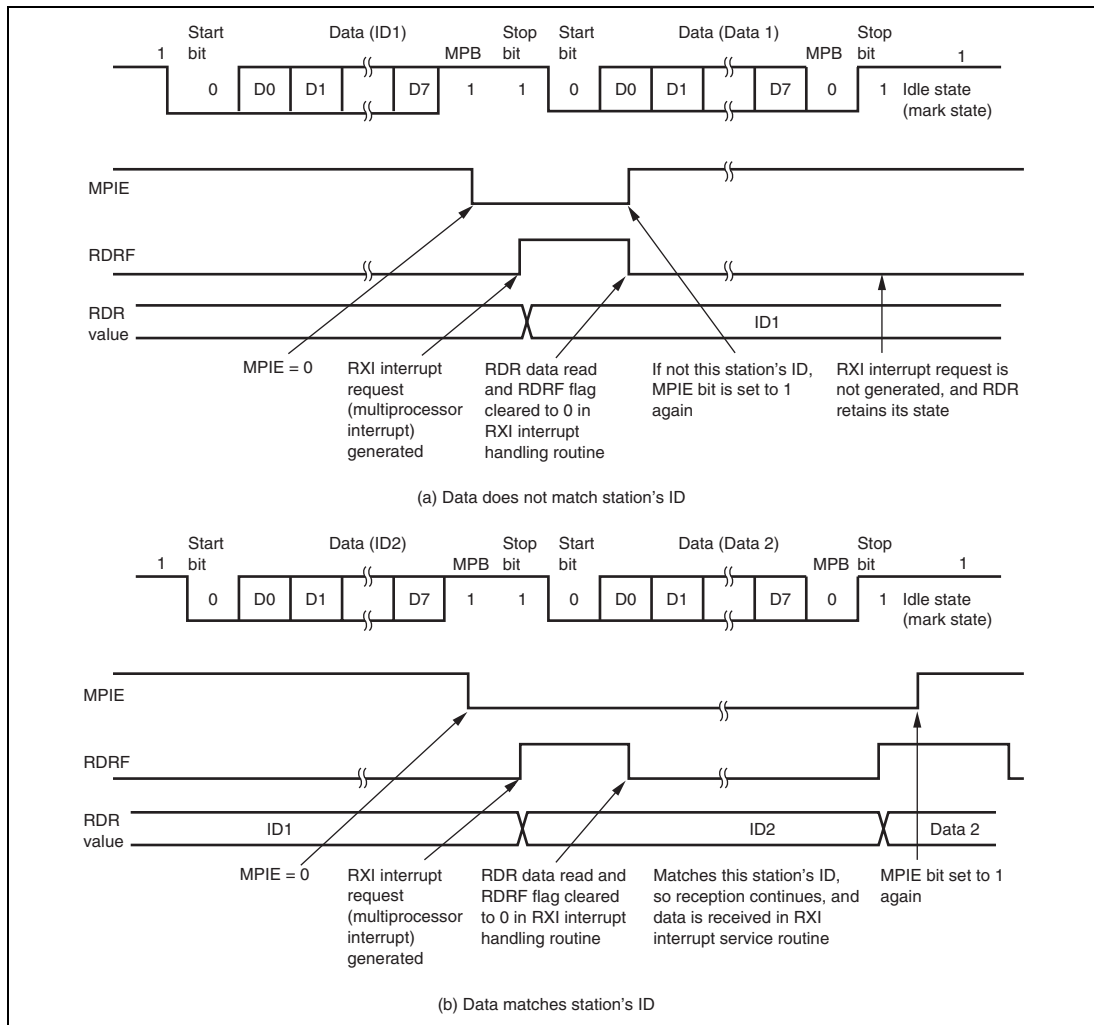 Start Data (ID1) Stop Start Data (Data 1) Stop
1 bit MPB bit bit MPB bit 1
0 D0 D1 D7 1 1 0 D0 D1 D7 0 1 Idle state
(mark state)
MPIE
RDRF
RDR
value
ID1
MPIE = 0
RXI interrupt
request
(multiprocessor
interrupt)
generated
RDR data read
and RDRF flag
cleared to 0 in
RXI interrupt
handling routine
If not this station's ID,
MPIE bit is set to 1
again
RXI interrupt request is
not generated, and RDR
retains its state
(a) Data does not match station's ID
Start Data (ID2) Stop Start Data (Data 2) Stop
1 bit MPB bit bit MPB bit 1
0 D0 D1 D7 1 1 0 D0 D1 D7 0 1 Idle state
(mark state)
MPIE
RDRF
RDR
value
ID1 ID2 Data 2
MPIE = 0
RXI interrupt
request
(multiprocessor
interrupt)
generated
RDR data read and
RDRF flag cleared
to 0 in RXI interrupt
handling routine
Matches this station's ID,
so reception continues, and
data is received in RXI
interrupt service routine
MPIE bit set to 1
again
(b) Data matches station's ID